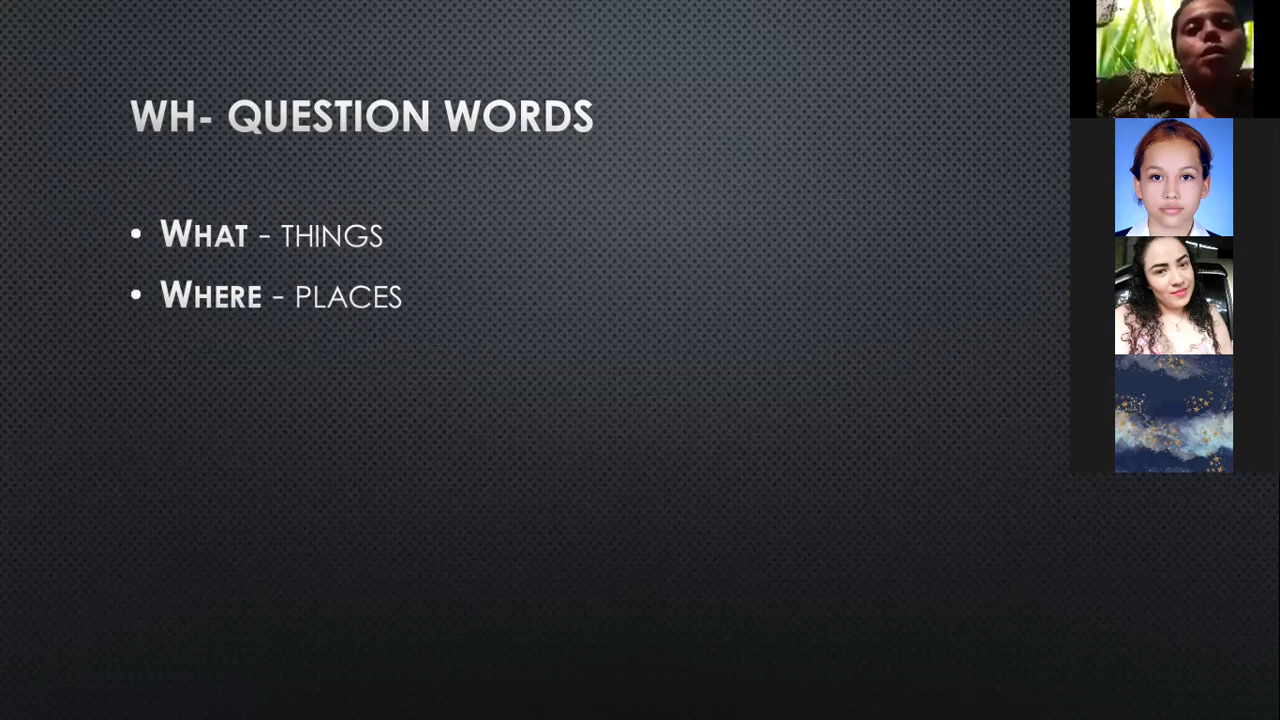 WH- QUESTION WORDS
• WHAT - THINGS
• WHERE - PLACES